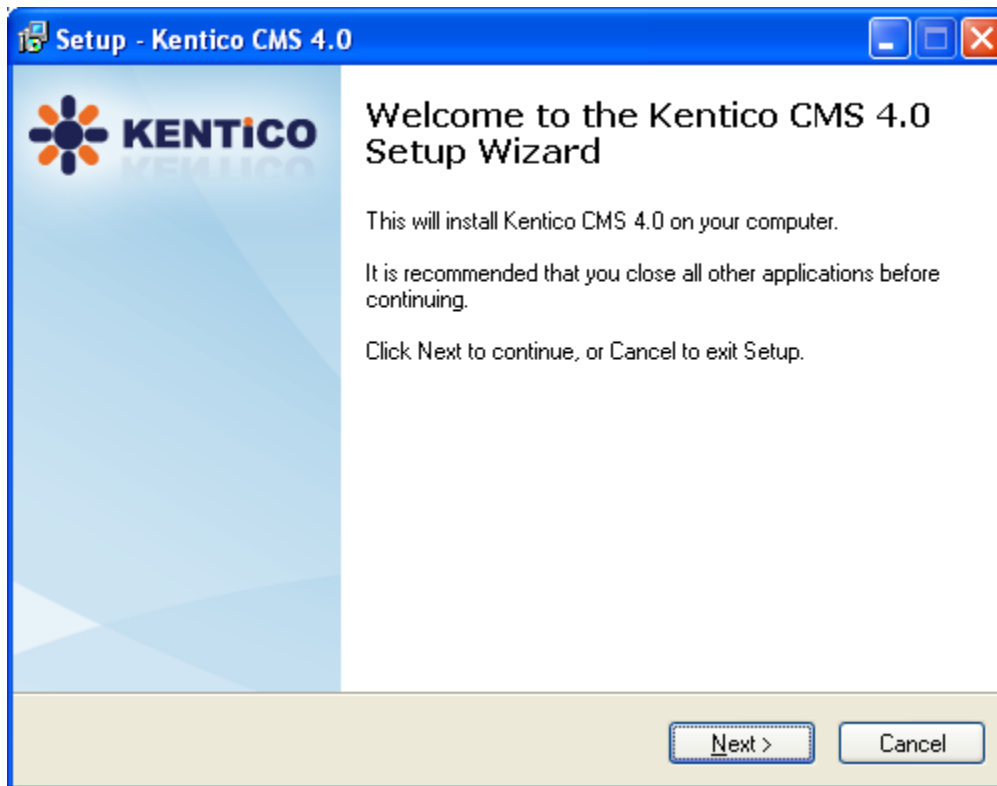 Setup - Kentico CMS 4.0
KENTICO
Welcome to the Kentico CMS 4.0
Setup Wizard
This will install Kentico CMS 4.0 on your computer.
It is recommended that you close all other applications before
continuing.
Click Next to continue, or Cancel to exit Setup.
Next >
Cancel